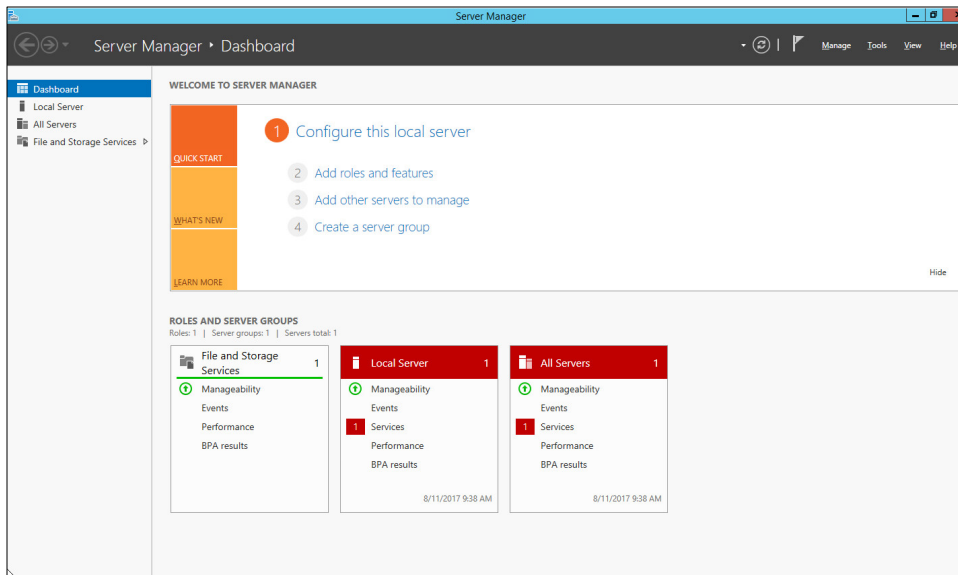 Server Manager
Server Manager • Dashboard
Manage Tools View Help
Dashboard
Local Server
All Servers
File and Storage Services
WELCOME TO SERVER MANAGER
QUICK START
WHAT'S NEW
LEARN MORE
1 Configure this local server
2 Add roles and features
3 Add other servers to manage
4 Create a server group
Hide
ROLES AND SERVER GROUPS
Roles: 1 | Server groups: 1 | Servers total: 1
File and Storage
Services 1
Manageability
Events
Performance
BPA results
Local Server 1
Manageability
Events
1 Services
Performance
BPA results
8/11/2017 9:38 AM
All Servers 1
Manageability
Events
1 Services
Performance
BPA results
8/11/2017 9:38 AM